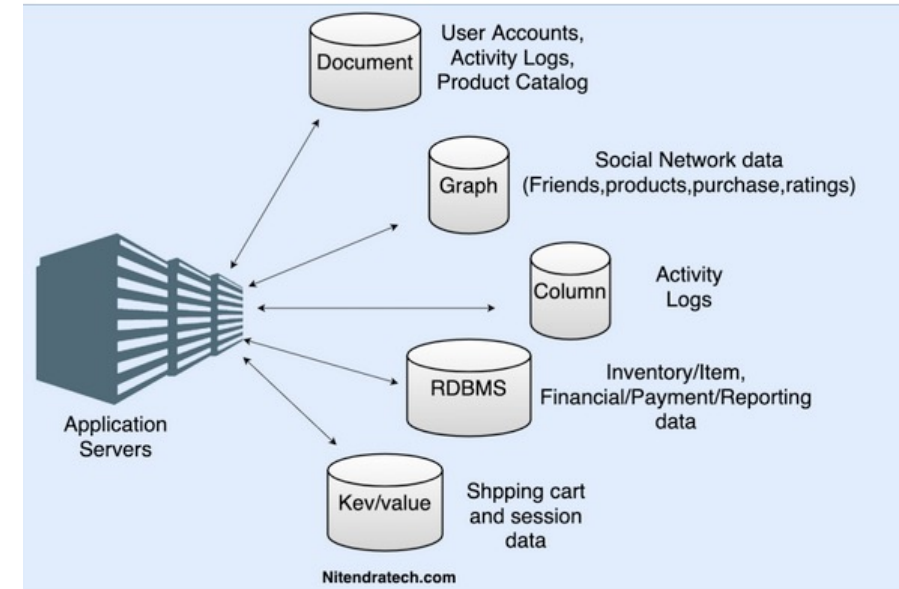 Document
User Accounts,
Activity Logs,
Product Catalog
Graph
Social Network data
(Friends,products,purchase,ratings)
Column
Activity
Logs
RDBMS
Inventory/Item,
Financial/Payment/Reporting
data
Application
Servers
Kev/value
Shpping cart
and session
data
Nitendratech.com